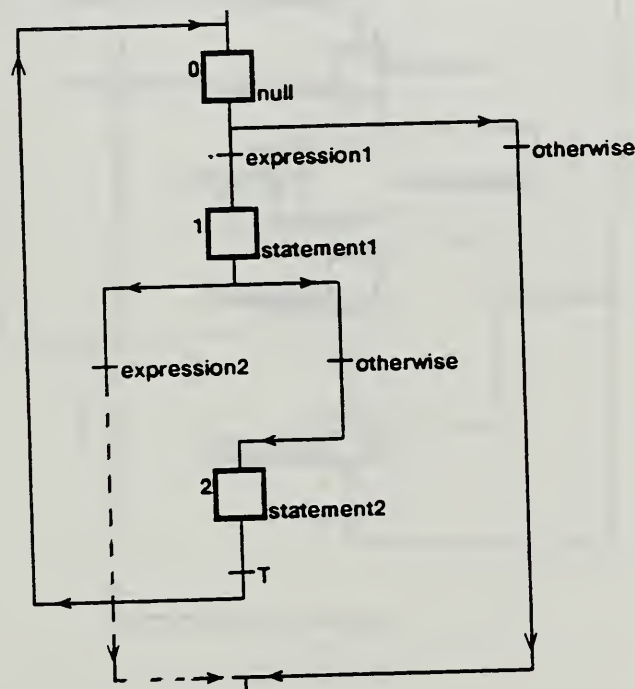 0
null
expression1
otherwise
1
statement1
expression2
otherwise
2
statement2
T